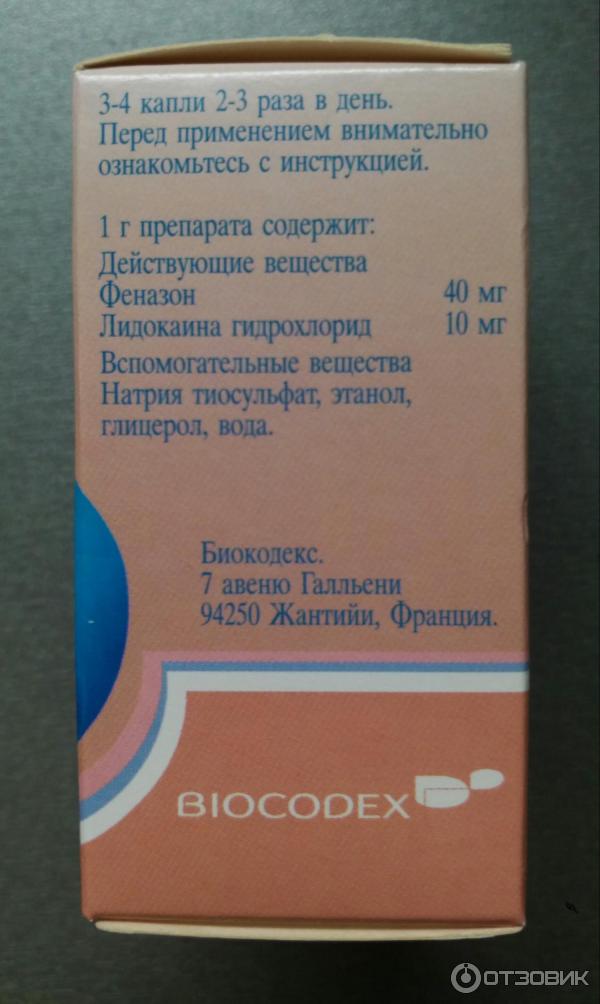 3-4 капли 2-3 раза в день.
Перед применением внимательно
ознакомьтесь с инструкцией.
1 г препарата содержит:
Действующие вещества
Феназон 40 мг
Лидокаина гидрохлорид 10 мг
Вспомогательные вещества
Натрия тиосульфат, этанол,
глицерол, вода.
Биокодекс.
7 авеню Галльени
94250 Жантийи, Франция.
BIOCODEX
ОТЗОВИК